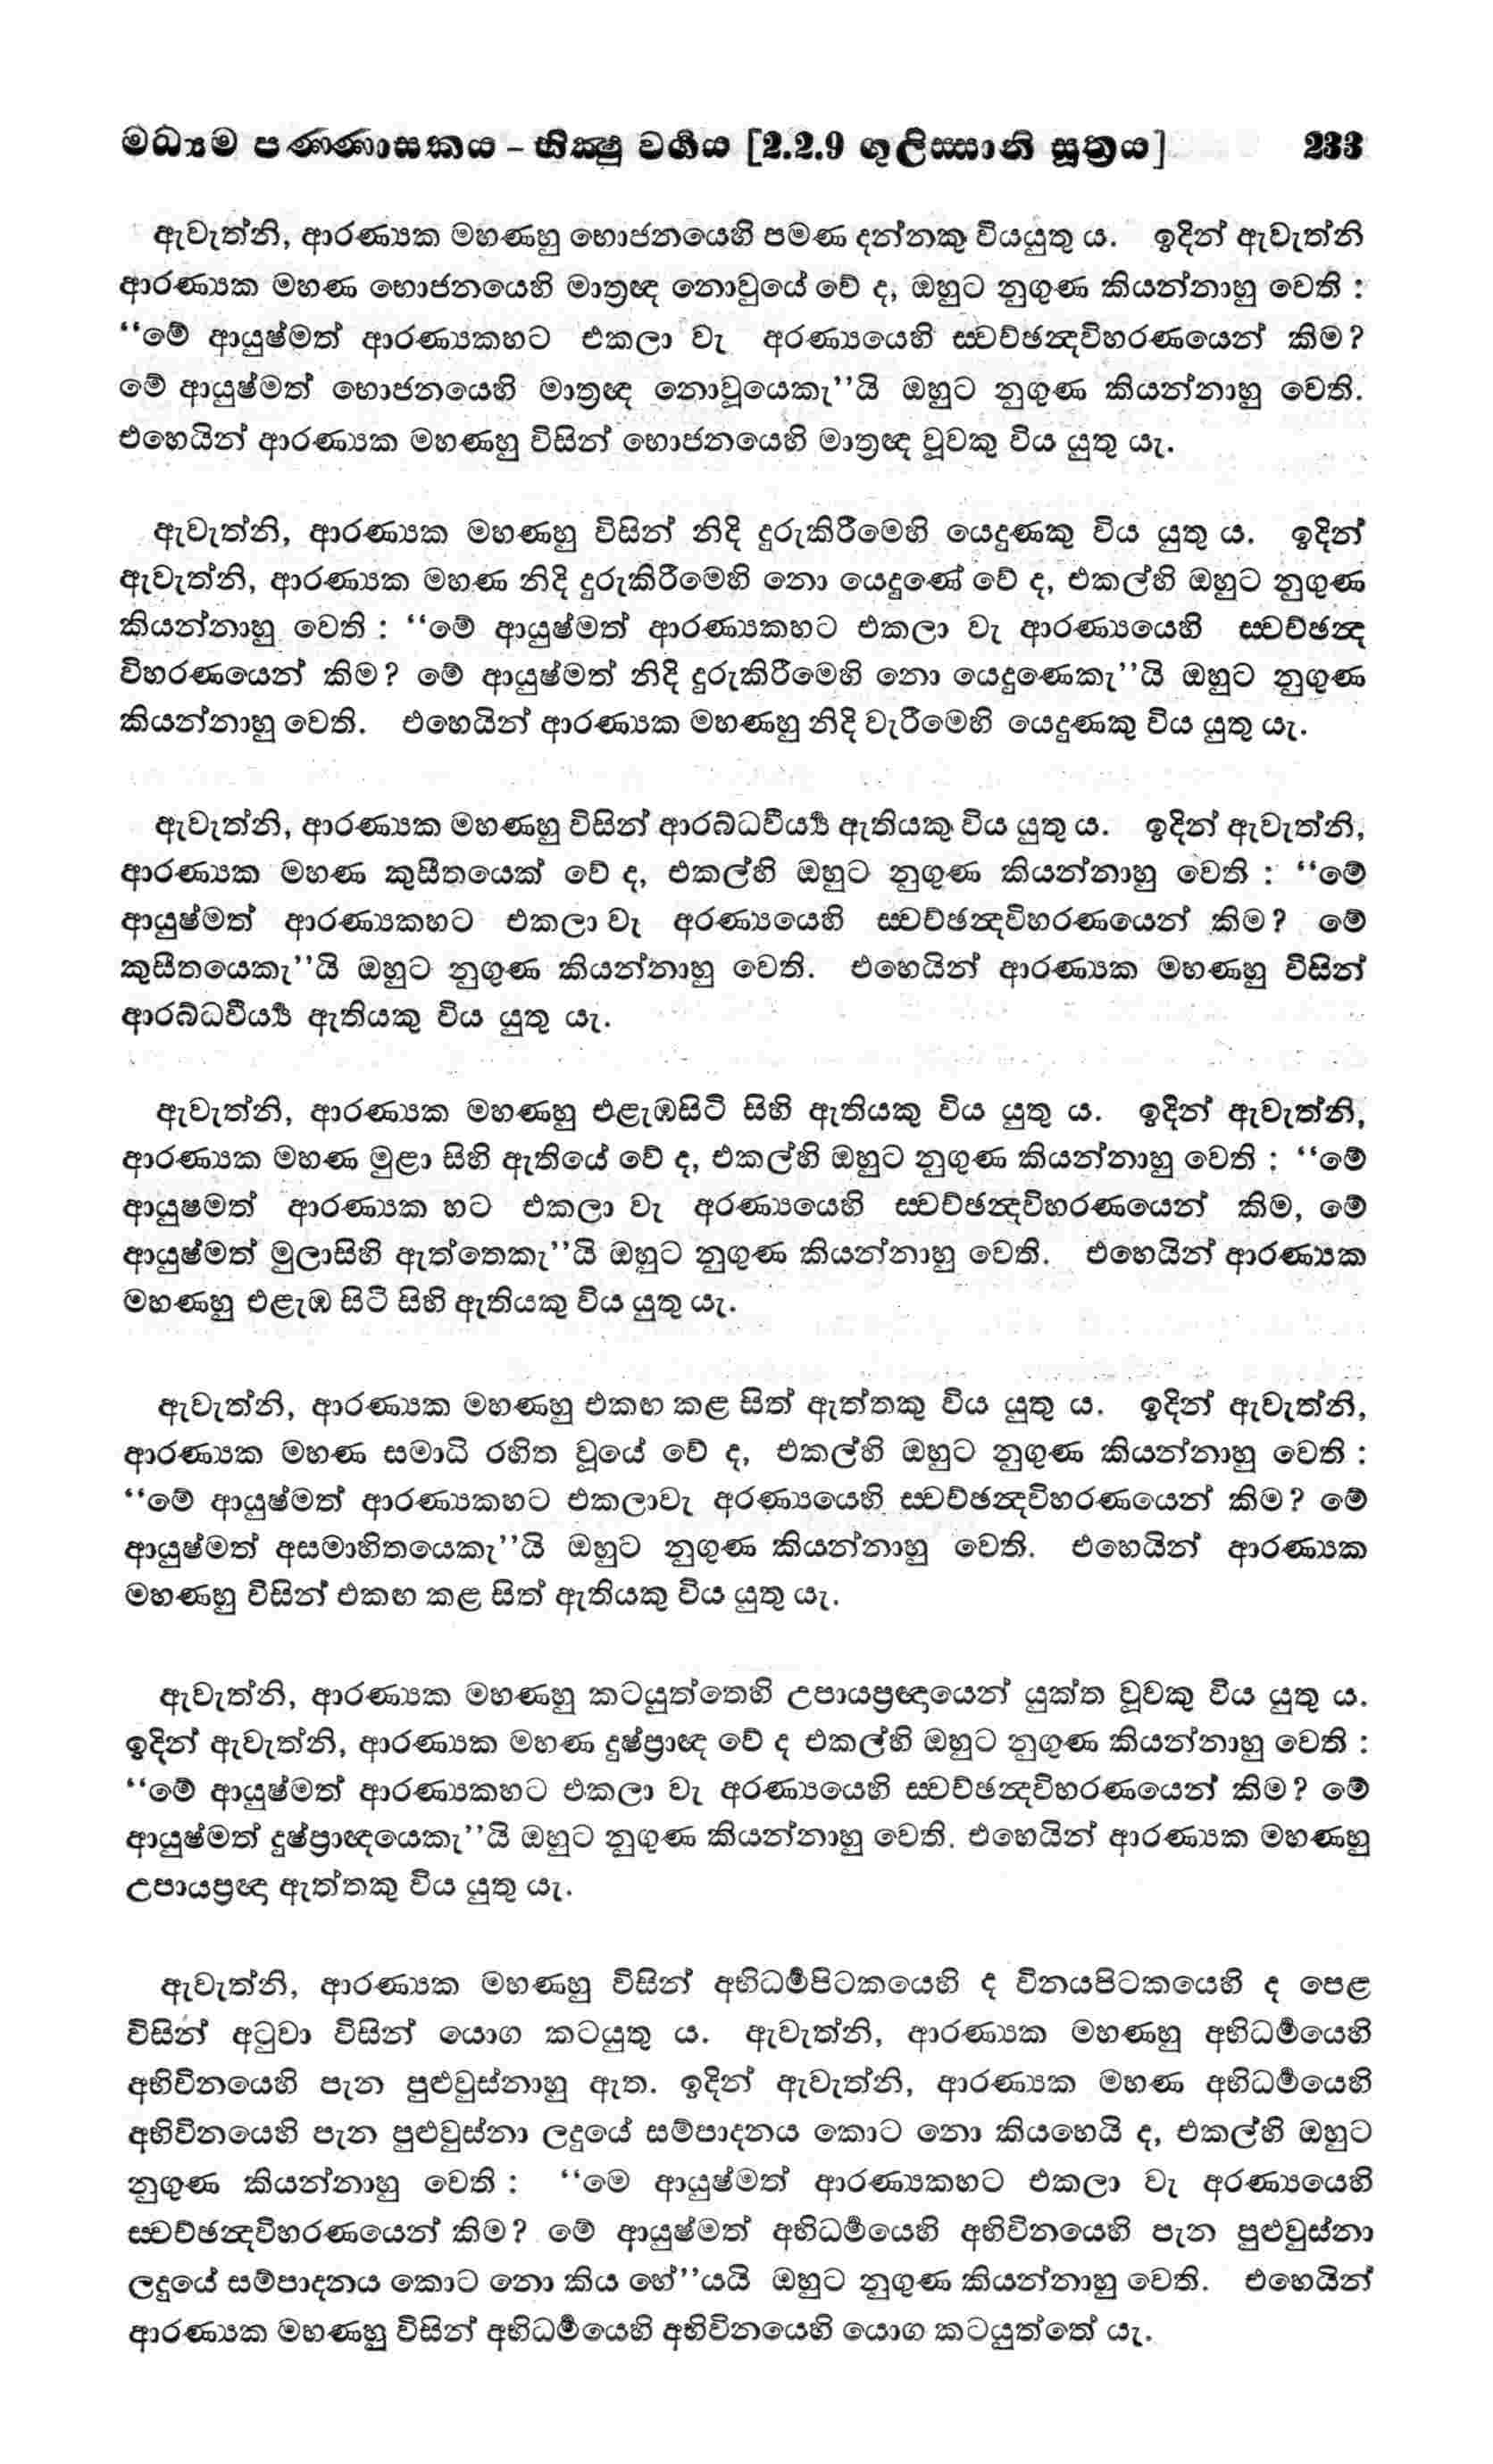 මධ්‍යම පණ්ණාසකය – භික්ෂු වර්ගය [2.2.9 ගුලිස්සානි සූත්‍රය] 233
ඇවැත්නි, ආරණ්‍යක මහණහු භොජනයෙහි පමණ දන්නකු වියයුතු ය. ඉදින් ඇවැත්නි
ආරණ්‍යක මහණ භොජනයෙහි මාත්‍රඥ නොවුයේ වේ ද, ඔහුට නුගුණ කියන්නාහු වෙති :
“මේ ආයුෂ්මත් ආරණ්‍යකහට එකලා වැ අරණ්‍යයෙහි ස්වච්ඡන්දවිහරණයෙන් කිම?
මේ ආයුෂ්මත් භොජනයෙහි මාත්‍රඥ නොවූයෙකැ”යි ඔහුට නුගුණ කියන්නාහු වෙති.
එහෙයින් ආරණ්‍යක මහණහු විසින් භොජනයෙහි මාත්‍රඥ වූවකු විය යුතු යැ.
ඇවැත්නි, ආරණ්‍යක මහණහු විසින් නිදි දුරුකිරීමෙහි යෙදුණකු විය යුතු ය. ඉදින්
ඇවැත්නි, ආරණ්‍යක මහණ නිදි දුරුකිරීමෙහි නො යෙදුණේ වේ ද, එකල්හි ඔහුට නුගුණ
කියන්නාහු වෙති : “මේ ආයුෂ්මත් ආරණ්‍යකහට එකලා වැ ආරණ්‍යයෙහි ස්වච්ඡන්ද
විහරණයෙන් කිම? මේ ආයුෂ්මත් නිදි දුරුකිරීමෙහි නො යෙදුණෙකැ”යි ඔහුට නුගුණ
කියන්නාහු වෙති. එහෙයින් ආරණ්‍යක මහණහු නිදි වැරීමෙහි යෙදුණකු විය යුතු යැ.
ඇවැත්නි, ආරණ්‍යක මහණහු විසින් ආරබ්ධවීර්‍ය්‍ය ඇතියකු විය යුතු ය. ඉදින් ඇවැත්නි,
ආරණ්‍යක මහණ කුසීතයෙක් වේ ද, එකල්හි ඔහුට නුගුණ කියන්නාහු වෙති : “මේ
ආයුෂ්මත් ආරණ්‍යකහට එකලා වැ අරණ්‍යයෙහි ස්වච්ඡන්දවිහරණයෙන් කිම? මේ
කුසීතයෙකැ”යි ඔහුට නුගුණ කියන්නාහු වෙති. එහෙයින් ආරණ්‍යක මහණහු විසින්
ආරබ්ධවීර්‍ය්‍ය ඇතියකු විය යුතු යැ.
ඇවැත්නි, ආරණ්‍යක මහණහු එළැඹසිටි සිහි ඇතියකු විය යුතු ය. ඉදින් ඇවැත්නි,
ආරණ්‍යක මහණ මුළා සිහි ඇතියේ වේ ද, එකල්හි ඔහුට නුගුණ කියන්නාහු වෙති : “මේ
ආයුෂමත් ආරණ්‍යක හට එකලා වැ අරණ්‍යයෙහි ස්වච්ඡන්දවිහරණයෙන් කිම, මේ
ආයුෂ්මත් මුලාසිහි ඇත්තෙකැ”යි ඔහුට නුගුණ කියන්නාහු වෙති. එහෙයින් ආරණ්‍යක
මහණහු එළැඹ සිටි සිහි ඇතියකු විය යුතු යැ.
ඇවැත්නි, ආරණ්‍යක මහණහු එකඟ කළ සිත් ඇත්තකු විය යුතු ය. ඉදින් ඇවැත්නි,
ආරණ්‍යක මහණ සමාධි රහිත වූයේ වේ ද, එකල්හි ඔහුට නුගුණ කියන්නාහු වෙති :
“මේ ආයුෂ්මත් ආරණ්‍යකහට එකලාවැ අරණ්‍යයෙහි ස්වච්ඡන්දවිහරණයෙන් කිම? මේ
ආයුෂ්මත් අසමාහිතයෙකැ”යි ඔහුට නුගුණ කියන්නාහු වෙති. එහෙයින් ආරණ්‍යක
මහණහු විසින් එකඟ කළ සිත් ඇතියකු විය යුතු යැ.
ඇවැත්නි, ආරණ්‍යක මහණහු කටයුත්තෙහි උපායප්‍රඥායෙන් යුක්ත වූවකු විය යුතු ය.
ඉදින් ඇවැත්නි, ආරණ්‍යක මහණ දුෂ්ප්‍රාඥ වේ ද එකල්හි ඔහුට නුගුණ කියන්නාහු වෙති :
“මේ ආයුෂ්මත් ආරණ්‍යකහට එකලා වැ අරණ්‍යයෙහි ස්වච්ඡන්දවිහරණයෙන් කිම? මේ
ආයුෂ්මත් දුෂ්ප්‍රාඥයෙකැ”යි ඔහුට නුගුණ කියන්නාහු වෙති. එහෙයින් ආරණ්‍යක මහණහු
උපායප්‍රඥා ඇත්තකු විය යුතු යැ.
ඇවැත්නි, ආරණ්‍යක මහණහු විසින් අභිධර්මපිටකයෙහි ද විනයපිටකයෙහි ද පෙළ
විසින් අටුවා විසින් යොග කටයුතු ය. ඇවැත්නි, ආරණ්‍යක මහණහු අභිධර්මයෙහි
අභිවිනයෙහි පැන පුළුවුස්නාහු ඇත. ඉදින් ඇවැත්නි, ආරණ්‍යක මහණ අභිධර්මයෙහි
අභිවිනයෙහි පැන පුළුවුස්නා ලදුයේ සම්පාදනය කොට නො කියහෙයි ද, එකල්හි ඔහුට
නුගුණ කියන්නාහු වෙති : “මෙ ආයුෂ්මත් ආරණ්‍යකහට එකලා වැ අරණ්‍යයෙහි
ස්වච්ඡන්දවිහරණයෙන් කිම? මේ ආයුෂ්මත් අභිධර්මයෙහි අභිවිනයෙහි පැන පුළුවුස්නා
ලදුයේ සම්පාදනය කොට නො කිය හේ”යයි ඔහුට නුගුණ කියන්නාහු වෙති. එහෙයින්
ආරණ්‍යක මහණහු විසින් අභිධර්මයෙහි අභිවිනයෙහි යොග කටයුත්තේ යැ.